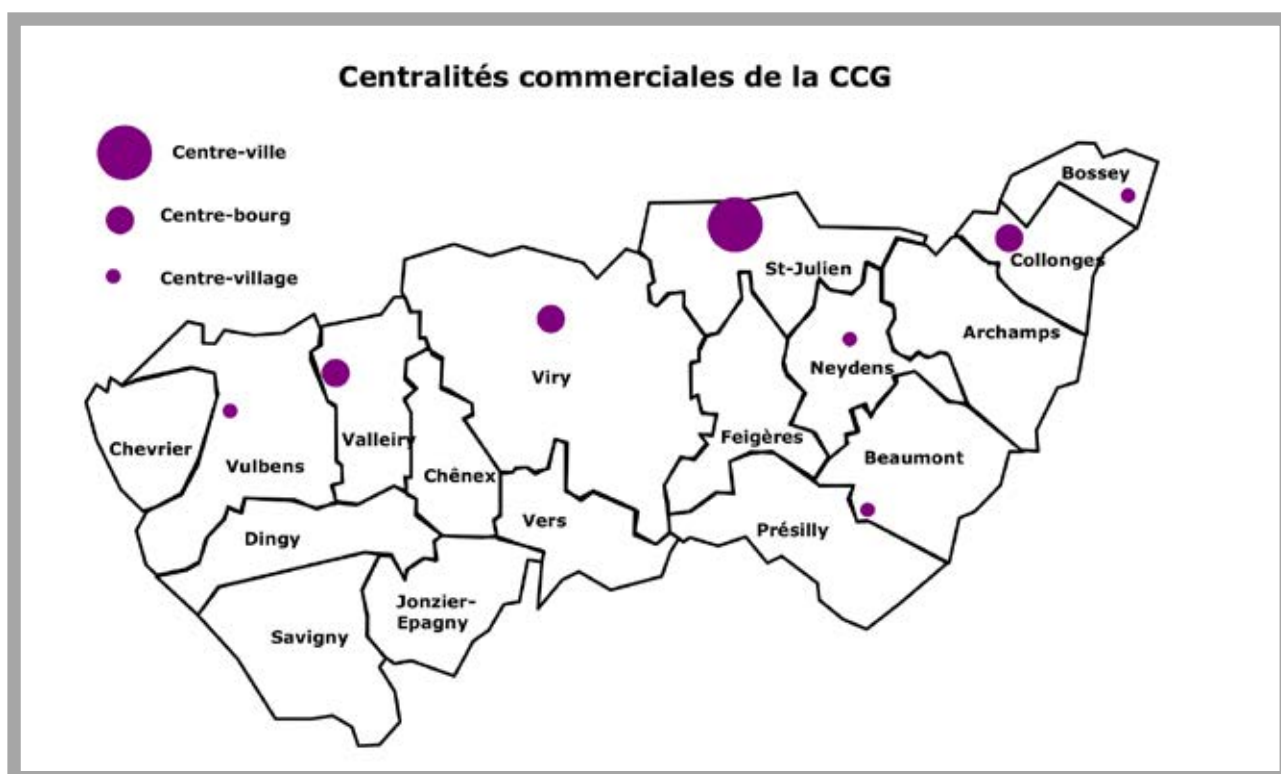 Centralités commerciales de la CCG
Centre-ville
Centre-bourg
Centre-village
Bossey
Collonges
St-Julien
Archamps
Neydens
Viry
Feigères
Valleiry
Chevrier
Vulbens
Beaumont
Chênex
Vers
Présilly
Dingy
Jonzier-
Epagny
Savigny